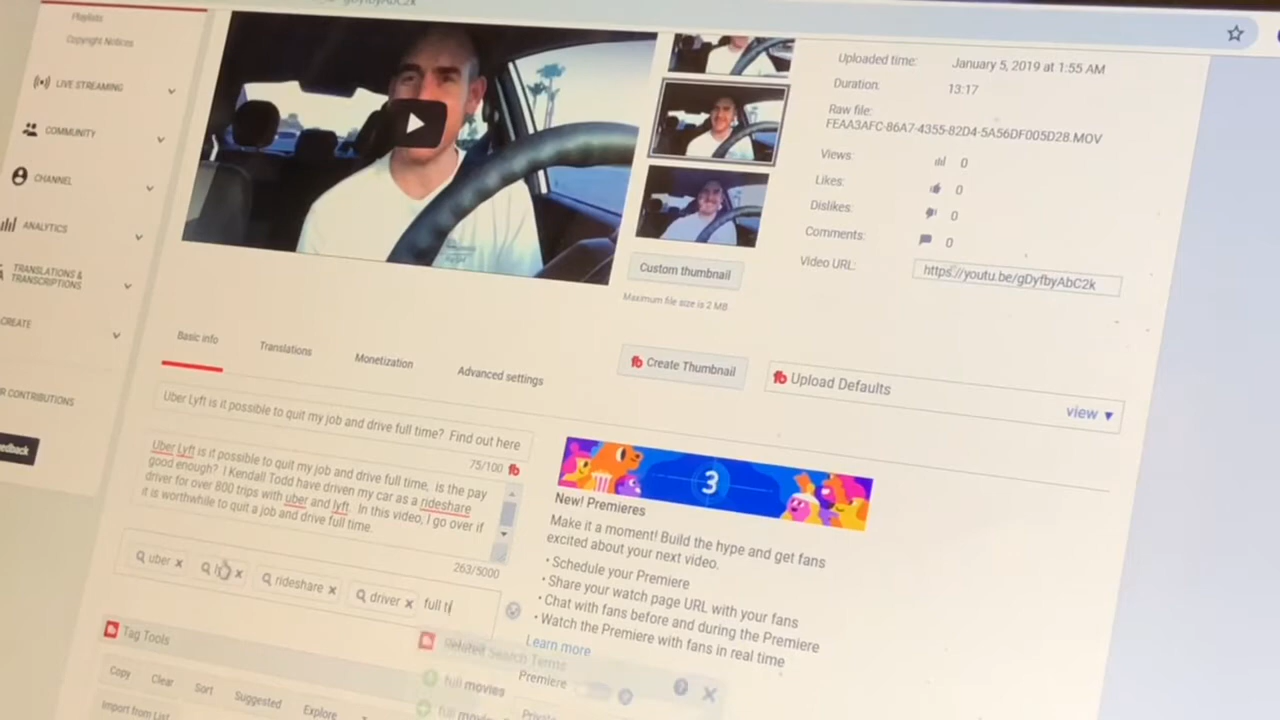 gDyfbyAbC2k
Playlists
Copyright Notices
LIVE STREAMING
COMMUNITY
CHANNEL
ANALYTICS
TRANSLATIONS &
TRANSCRIPTIONS
CREATE
CONTRIBUTIONS
Uploaded time: January 5, 2019 at 1:55 AM
Duration: 13:17
Raw file:
FEAA3AFC-86A7-4355-82D4-5A56DF005D28.MOV
Views: 0
Likes: 0
Dislikes: 0
Comments: 0
Video URL: https://youtu.be/gDyfbyAbC2k
Custom thumbnail
Maximum file size is 2 MB
Basic info Translations Monetization Advanced settings
Create Thumbnail
Upload Defaults
view
Uber Lyft is it possible to quit my job and drive full time? Find out here
75/100
Uber Lyft is it possible to quit my job and drive full time, is the pay
good enough? I Kendall Todd have driven my car as a rideshare
driver for over 800 trips with uber and lyft. In this video, I go over if
it is worthwhile to quit a job and drive full time.
263/5000
uber × × rideshare × driver × full ti
3
New! Premieres
Make it a moment! Build the hype and get fans
excited about your next video.
• Schedule your Premiere
• Share your watch page URL with your fans
• Chat with fans before and during the Premiere
• Watch the Premiere with fans in real time
Learn more
Premiere
Private
Tag Tools
Copy Clear Sort Suggested Explore
Import from List
Related Search Terms
full movies
full